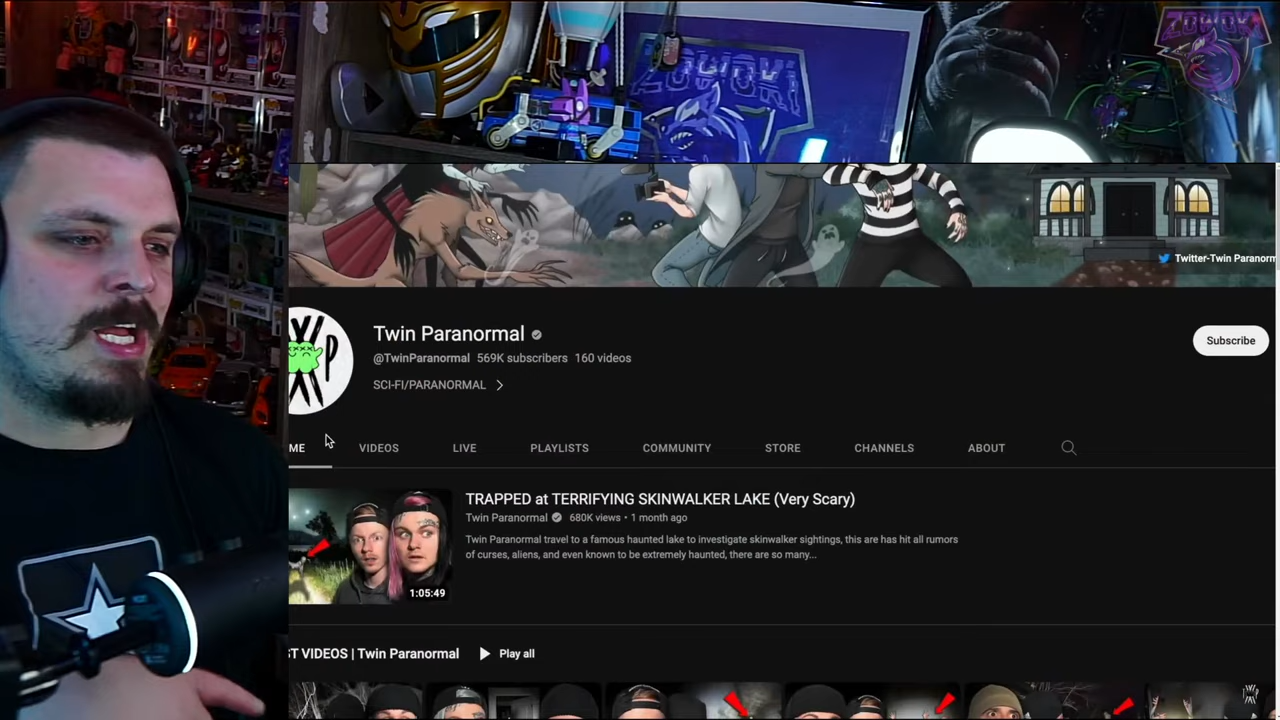 ZOWOKI
ZOWOKI
Twitter-Twin Paranorm
P
Twin Paranormal
@TwinParanormal 569K subscribers 160 videos
SCI-FI/PARANORMAL
Subscribe
ME VIDEOS LIVE PLAYLISTS COMMUNITY STORE CHANNELS ABOUT
TRAPPED at TERRIFYING SKINWALKER LAKE (Very Scary)
Twin Paranormal 680K views • 1 month ago
Twin Paranormal travel to a famous haunted lake to investigate skinwalker sightings, this are has hit all rumors
of curses, aliens, and even known to be extremely haunted, there are so many...
1:05:49
ST VIDEOS | Twin Paranormal Play all